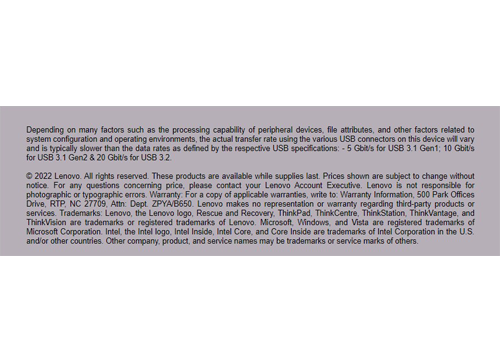 Depending on many factors such as the processing capability of peripheral devices, file attributes, and other factors related to
system configuration and operating environments, the actual transfer rate using the various USB connectors on this device will vary
and is typically slower than the data rates as defined by the respective USB specifications: - 5 Gbit/s for USB 3.1 Gen1; 10 Gbit/s
for USB 3.1 Gen2 & 20 Gbit/s for USB 3.2.
© 2022 Lenovo. All rights reserved. These products are available while supplies last. Prices shown are subject to change without
notice. For any questions concerning price, please contact your Lenovo Account Executive. Lenovo is not responsible for
photographic or typographic errors. Warranty: For a copy of applicable warranties, write to: Warranty Information, 500 Park Offices
Drive, RTP, NC 27709, Attn: Dept. ZPYA/B650. Lenovo makes no representation or warranty regarding third-party products or
services. Trademarks: Lenovo, the Lenovo logo, Rescue and Recovery, ThinkPad, ThinkCentre, ThinkStation, ThinkVantage, and
ThinkVision are trademarks or registered trademarks of Lenovo. Microsoft, Windows, and Vista are registered trademarks of
Microsoft Corporation. Intel, the Intel logo, Intel Inside, Intel Core, and Core Inside are trademarks of Intel Corporation in the U.S.
and/or other countries. Other company, product, and service names may be trademarks or service marks of others.